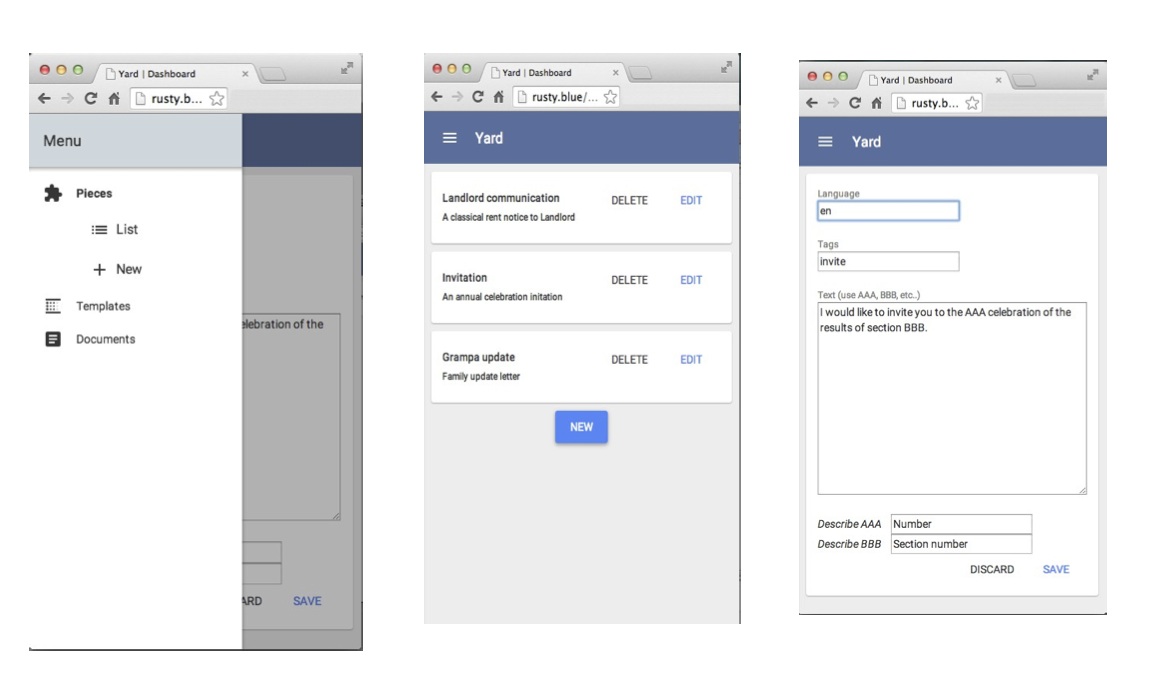 Yard | Dashboard
rusty.b...
Menu
Pieces
List
New
Templates
Documents
elebration of the
ARD SAVE
Yard | Dashboard
rusty.blue/...
Yard
Landlord communication DELETE EDIT
A classical rent notice to Landlord
Invitation DELETE EDIT
An annual celebration initation
Grampa update DELETE EDIT
Family update letter
NEW
Yard | Dashboard
rusty.b...
Yard
Language
en
Tags
invite
Text (use AAA, BBB, etc..)
I would like to invite you to the AAA celebration of the
results of section BBB.
Describe AAA Number
Describe BBB Section number
DISCARD SAVE